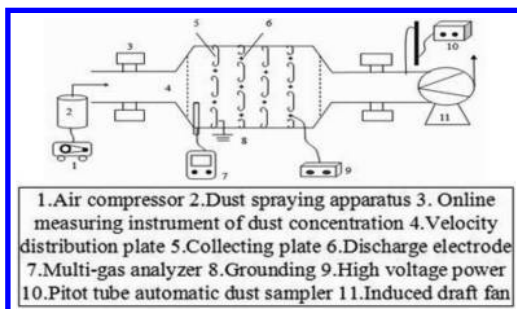 5 6
3
10
4
2
11
1
7
8
9
1.Air compressor 2.Dust spraying apparatus 3. Online
measuring instrument of dust concentration 4.Velocity
distribution plate 5.Collecting plate 6.Discharge electrode
7.Multi-gas analyzer 8.Grounding 9.High voltage power
10.Pitot tube automatic dust sampler 11.Induced draft fan